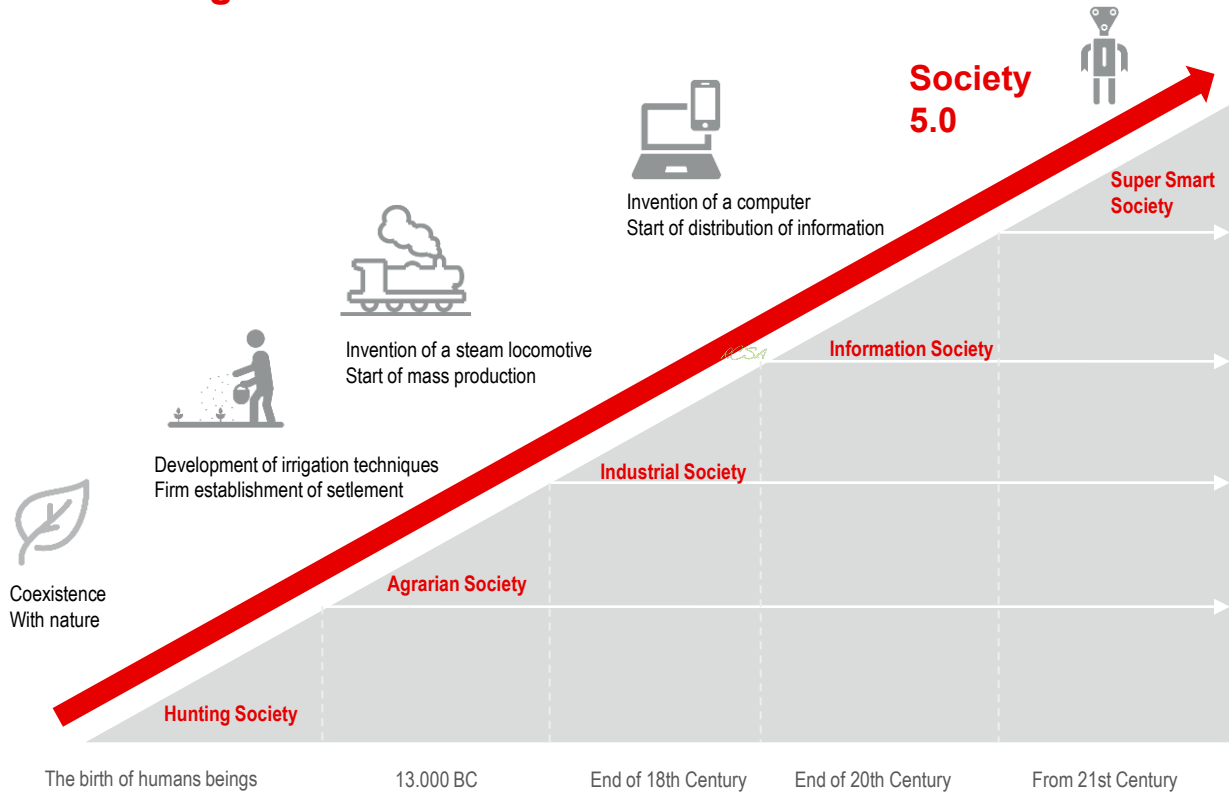 Society
5.0
Super Smart
Society
Invention of a computer
Start of distribution of information
Information Society
Invention of a steam locomotive
Start of mass production
Industrial Society
Development of irrigation techniques
Firm establishment of setlement
Agrarian Society
Coexistence
With nature
Hunting Society
The birth of humans beings
13.000 BC
End of 18th Century
End of 20th Century
From 21st Century